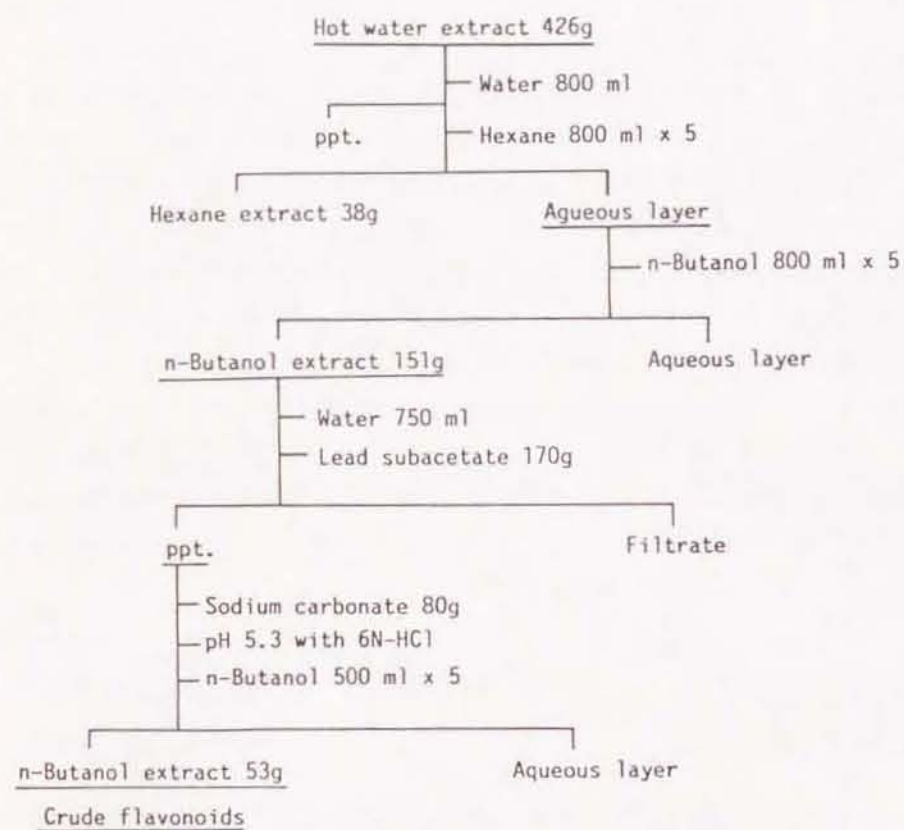 Hot water extract 426g
Water 800 ml
ppt.
Hexane 800 ml x 5
Hexane extract 38g
Agueous layer
n-Butanol 800 ml x 5
n-Butanol extract 151g
Aqueous layer
Water 750 ml
Lead subacetate 170g
ppt.
Filtrate
Sodium carbonate 80g
pH 5.3 with 6N-HCl
n-Butanol 500 ml x 5
n-Butanol extract 53g
Aqueous layer
Crude flavonoids